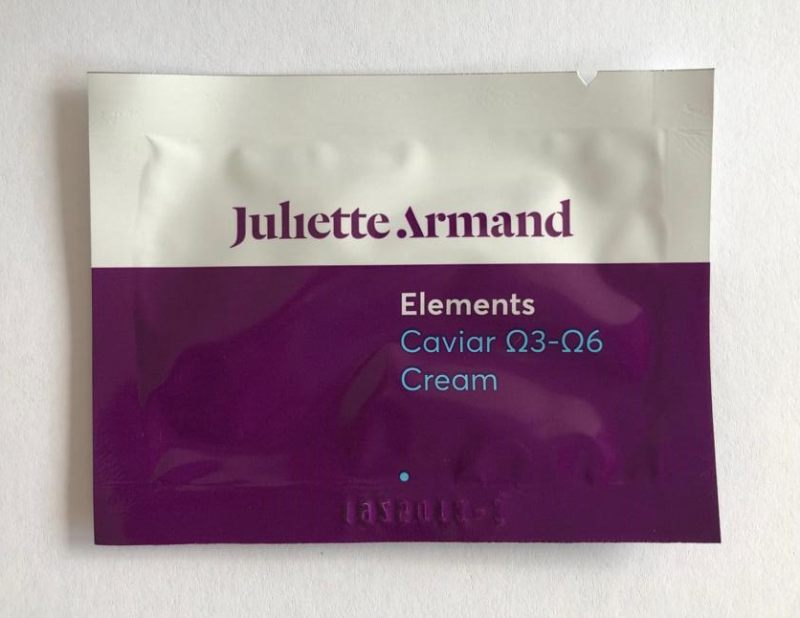 Juliette Armand
Elements
Caviar Ω3-Ω6
Cream